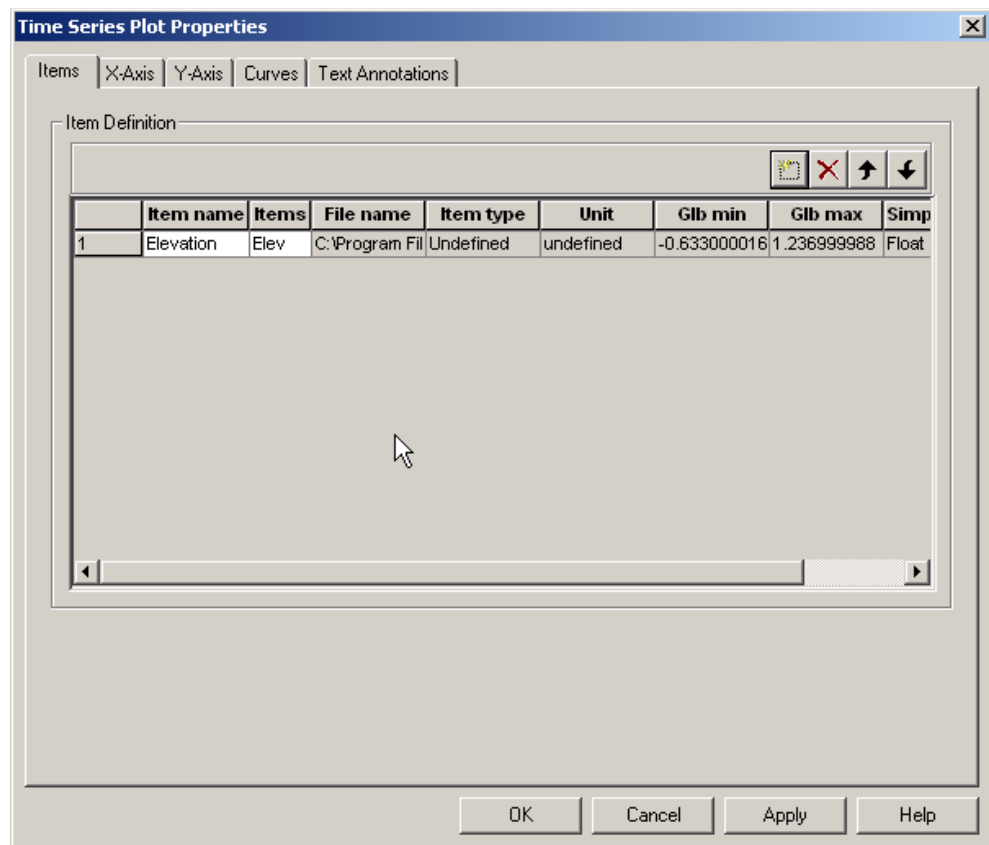 Time Series Plot Properties
Items X-Axis Y-Axis Curves Text Annotations
Item Definition
Item name Items File name Item type Unit Glb min Glb max Simp
1 Elevation Elev C:\Program Fil Undefined undefined -0.633000016 1.236999988 Float
OK Cancel Apply Help